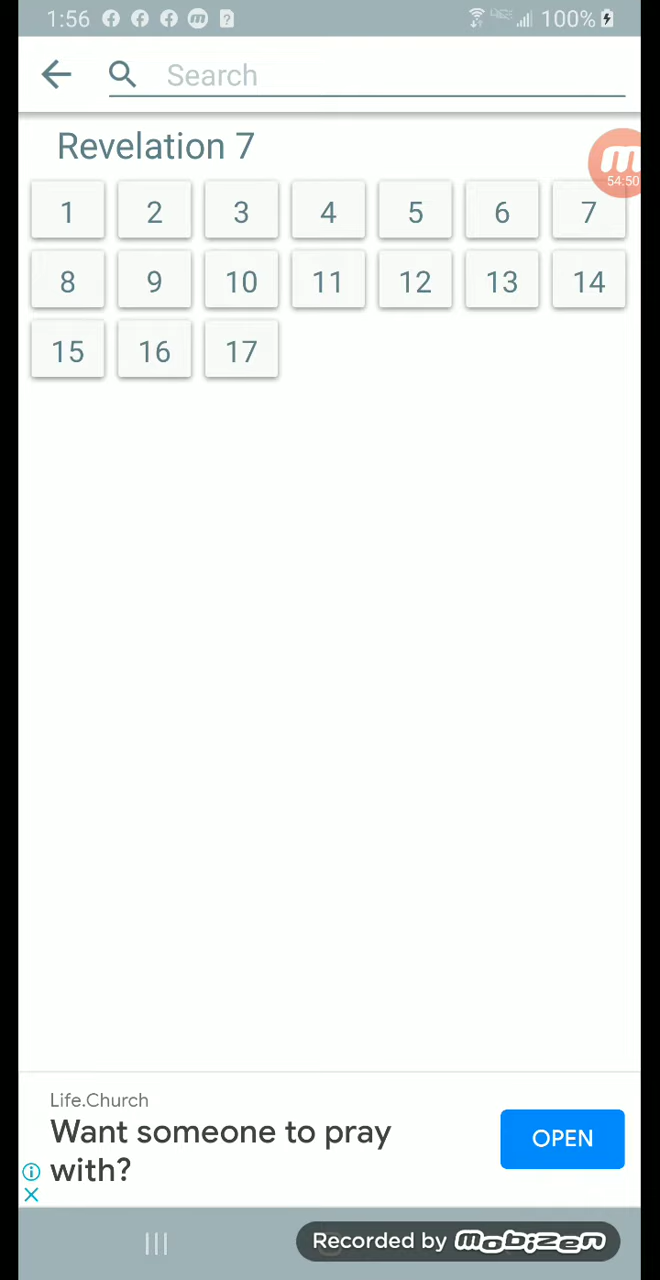 1:56 100%
Search
Revelation 7
54:50
1 2 3 4 5 6 7
8 9 10 11 12 13 14
15 16 17
Life.Church
Want someone to pray
with?
OPEN
Recorded by mobizen